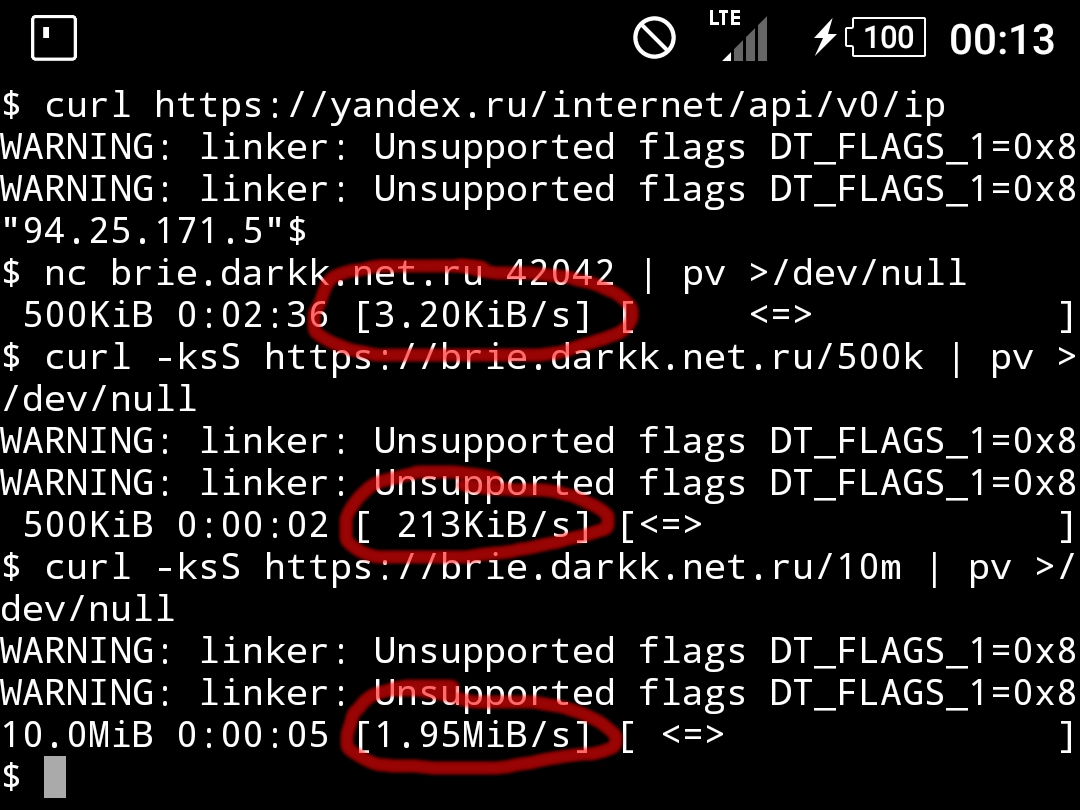 LTE 100 00:13
$ curl https://yandex.ru/internet/api/v0/ip
WARNING: linker: Unsupported flags DT_FLAGS_1=0x8
WARNING: linker: Unsupported flags DT_FLAGS_1=0x8
"94.25.171.5"$
$ nc brie.darkk.net.ru 42042 | pv >/dev/null
 500KiB 0:02:36 [3.20KiB/s] [     <=>           ]
$ curl -ksS https://brie.darkk.net.ru/500k | pv >
/dev/null
WARNING: linker: Unsupported flags DT_FLAGS_1=0x8
WARNING: linker: Unsupported flags DT_FLAGS_1=0x8
 500KiB 0:00:02 [ 213KiB/s] [<=>                ]
$ curl -ksS https://brie.darkk.net.ru/10m | pv >/
dev/null
WARNING: linker: Unsupported flags DT_FLAGS_1=0x8
WARNING: linker: Unsupported flags DT_FLAGS_1=0x8
10.0MiB 0:00:05 [1.95MiB/s] [ <=>               ]
$